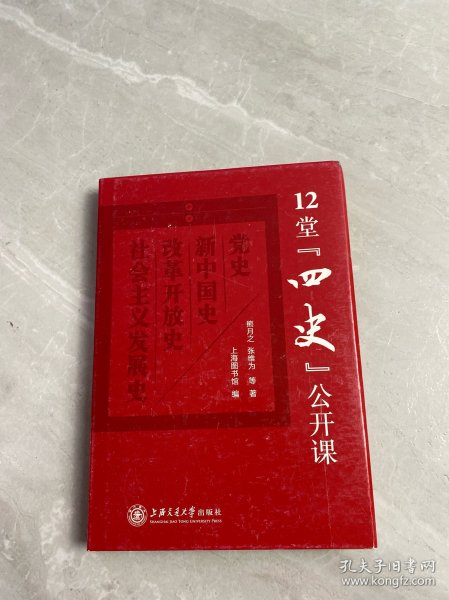 12堂『四史』公开课
党史
新中国史
改革开放史
社会主义发展史
熊月之 张维为 等 著
上海图书馆 编
上海交通大学出版社
SHANGHAI JIAO TONG UNIVERSITY PRESS
孔夫子旧书网
www.kongfz.com